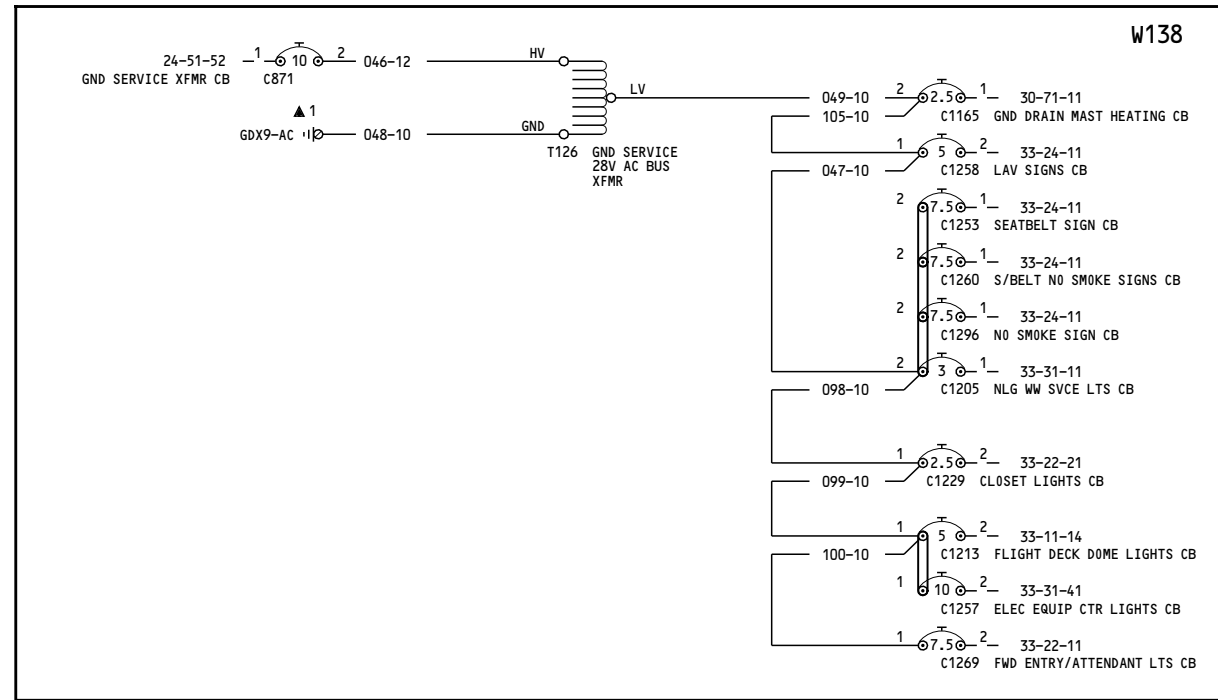 W138
24-51-52 1 10 2 046-12 HV
GND SERVICE XFMR CB C871
LV
1
GDX9-AC 048-10 GND
T126 GND SERVICE
28V AC BUS
XFMR
049-10 2 2.5 1 30-71-11
105-10 C1165 GND DRAIN MAST HEATING CB
1 5 2 33-24-11
047-10 C1258 LAV SIGNS CB
2 7.5 1 33-24-11
C1253 SEATBELT SIGN CB
2 7.5 1 33-24-11
C1260 S/BELT NO SMOKE SIGNS CB
2 7.5 1 33-24-11
C1296 NO SMOKE SIGN CB
2 3 1 33-31-11
098-10 C1205 NLG WW SVCE LTS CB
1 2.5 2 33-22-21
099-10 C1229 CLOSET LIGHTS CB
1 5 2 33-11-14
100-10 C1213 FLIGHT DECK DOME LIGHTS CB
1 10 2 33-31-41
C1257 ELEC EQUIP CTR LIGHTS CB
1 7.5 2 33-22-11
C1269 FWD ENTRY/ATTENDANT LTS CB